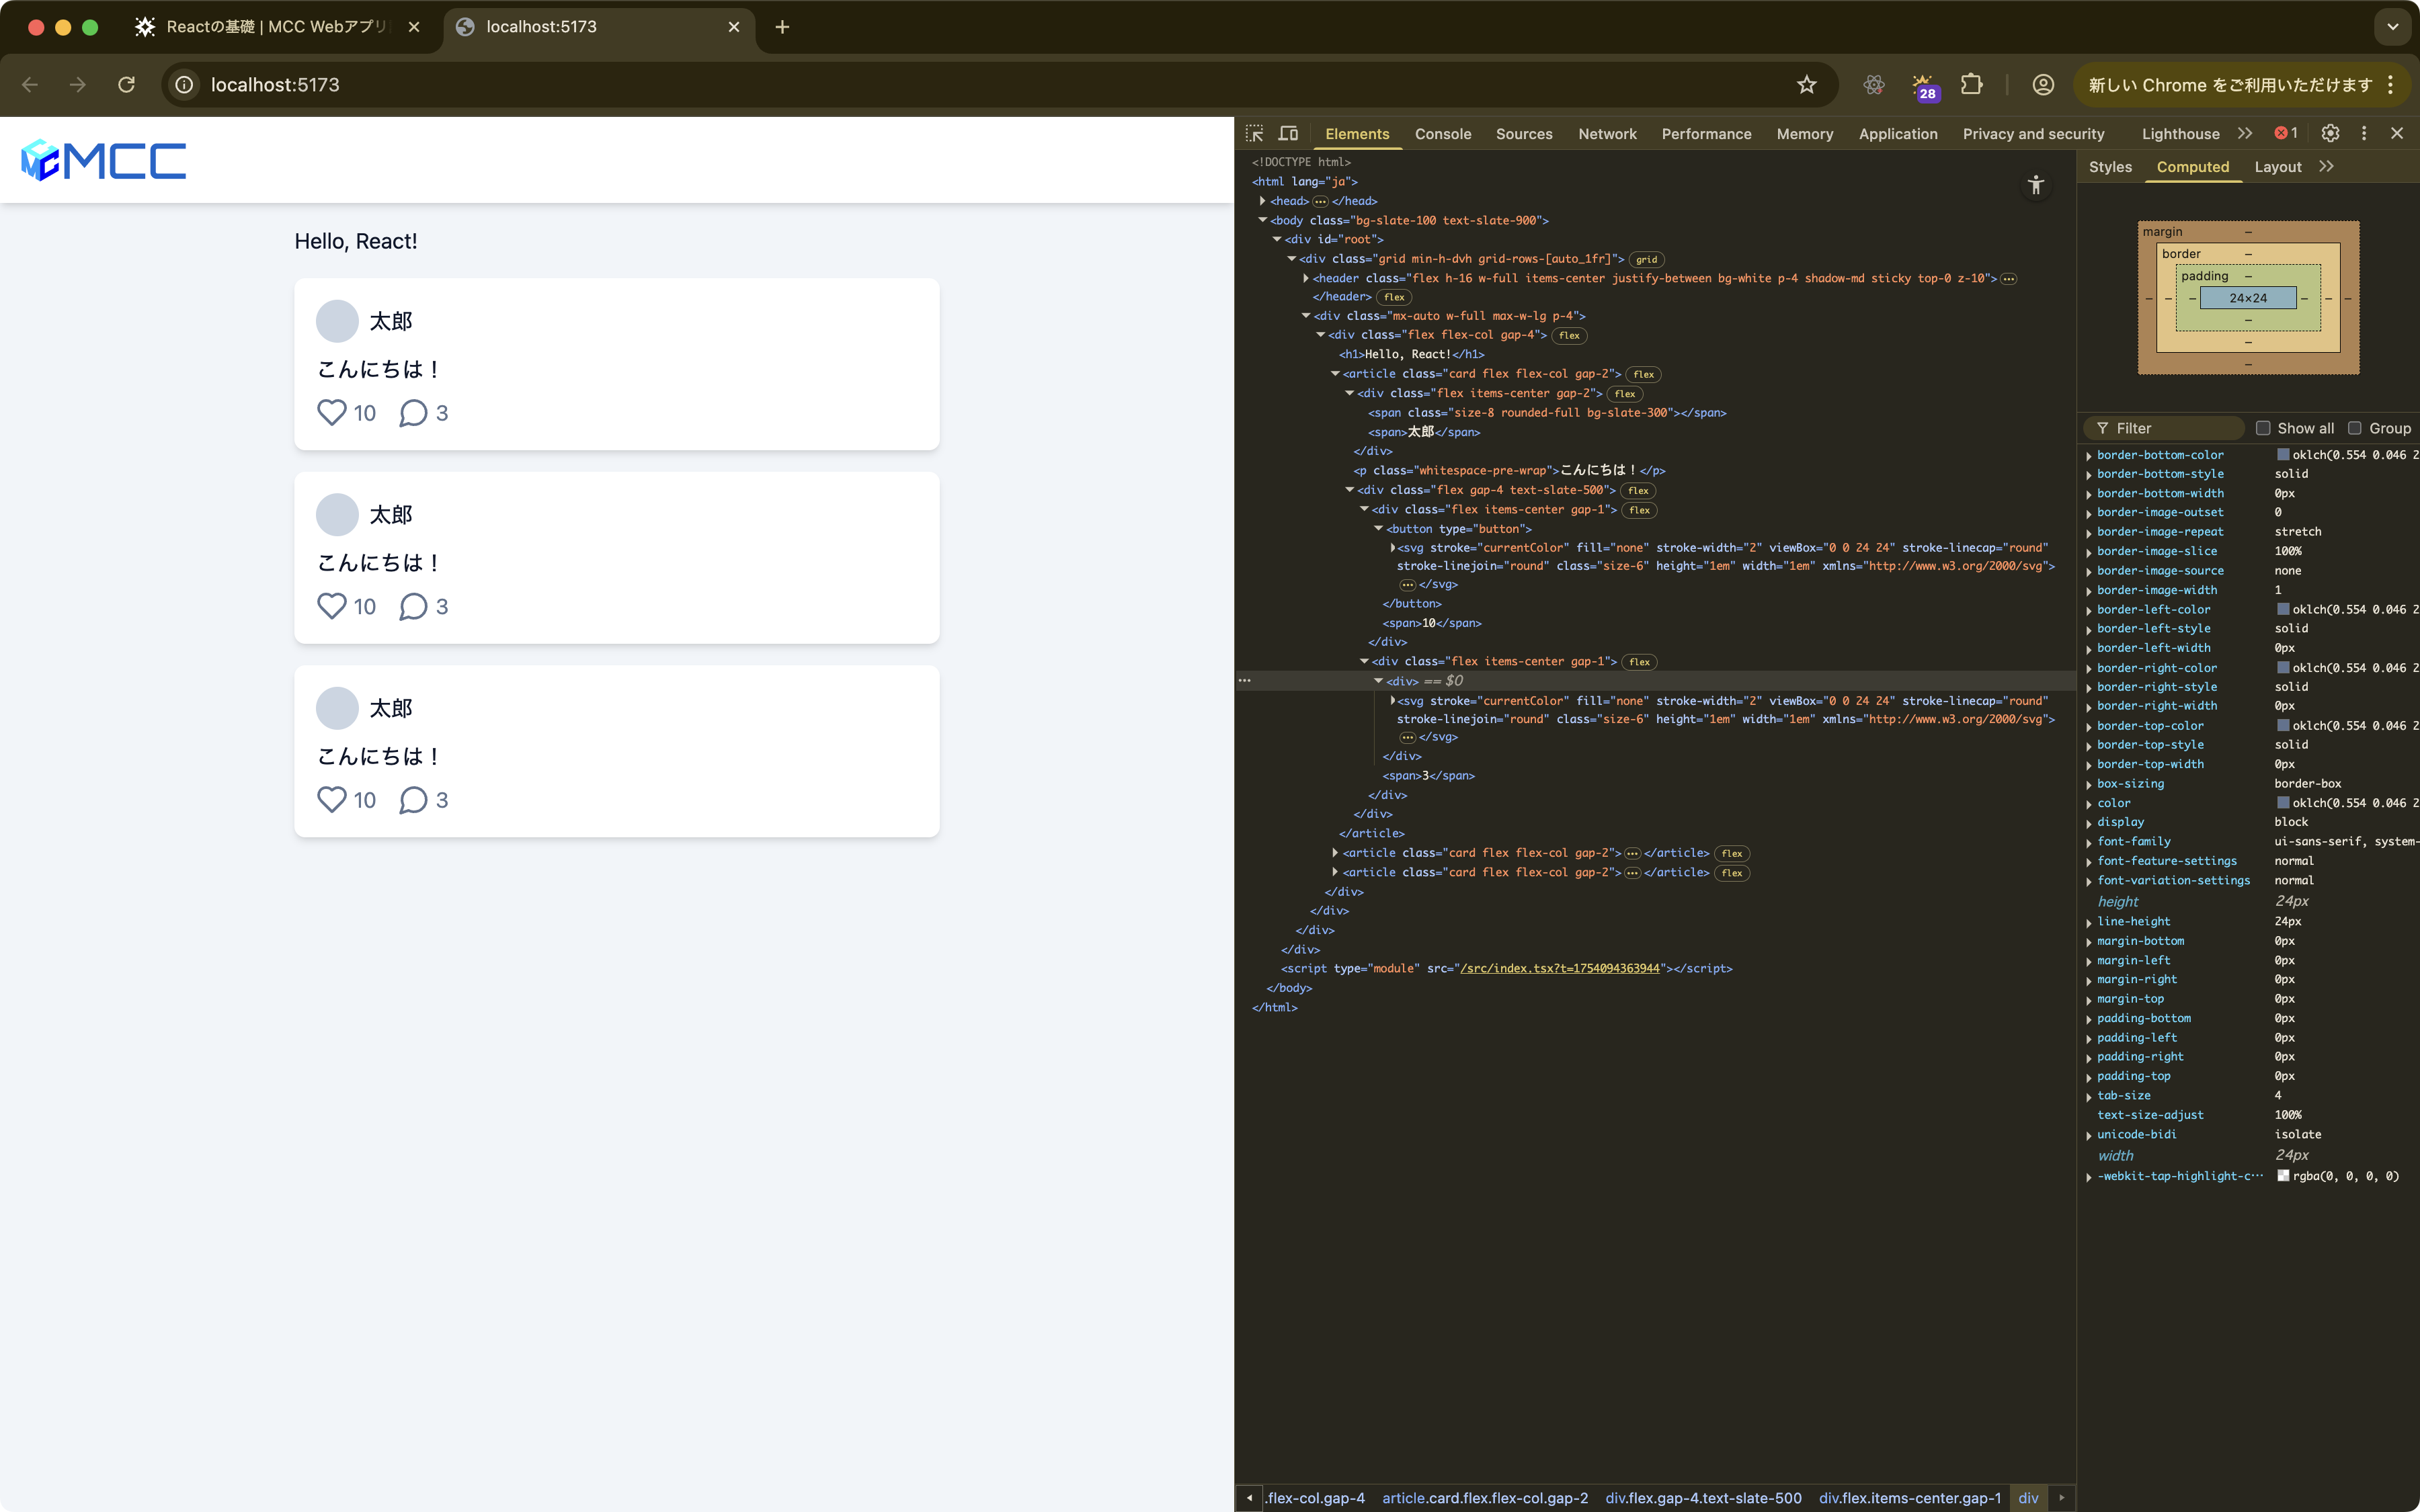 Reactの基礎 | MCC Webアプリ
localhost:5173
localhost:5173
28
新しい Chrome をご利用いただけます
MCC
Hello, React!
太郎
こんにちは！
10 3
太郎
こんにちは！
10 3
太郎
こんにちは！
10 3
Elements Console Sources Network Performance Memory Application Privacy and security Lighthouse 1
<!DOCTYPE html>
<html lang="ja">
<head> … </head>
<body class="bg-slate-100 text-slate-900">
<div id="root">
<div class="grid min-h-dvh grid-rows-[auto_1fr]"> grid
<header class="flex h-16 w-full items-center justify-between bg-white p-4 shadow-md sticky top-0 z-10"> …
</header> flex
<div class="mx-auto w-full max-w-lg p-4">
<div class="flex flex-col gap-4"> flex
<h1>Hello, React!</h1>
<article class="card flex flex-col gap-2"> flex
<div class="flex items-center gap-2"> flex
<span class="size-8 rounded-full bg-slate-300"></span>
<span>太郎</span>
</div>
<p class="whitespace-pre-wrap">こんにちは！</p>
<div class="flex gap-4 text-slate-500"> flex
<div class="flex items-center gap-1"> flex
<button type="button">
<svg stroke="currentColor" fill="none" stroke-width="2" viewBox="0 0 24 24" stroke-linecap="round"
stroke-linejoin="round" class="size-6" height="1em" width="1em" xmlns="http://www.w3.org/2000/svg">
… </svg>
</button>
<span>10</span>
</div>
<div class="flex items-center gap-1"> flex
… <div> == $0
<svg stroke="currentColor" fill="none" stroke-width="2" viewBox="0 0 24 24" stroke-linecap="round"
stroke-linejoin="round" class="size-6" height="1em" width="1em" xmlns="http://www.w3.org/2000/svg">
… </svg>
</div>
<span>3</span>
</div>
</div>
</article>
<article class="card flex flex-col gap-2"> … </article> flex
<article class="card flex flex-col gap-2"> … </article> flex
</div>
</div>
</div>
</div>
<script type="module" src="/src/index.tsx?t=1754094363944"></script>
</body>
</html>
.flex-col.gap-4 article.card.flex.flex-col.gap-2 div.flex.gap-4.text-slate-500 div.flex.items-center.gap-1 div
Styles Computed Layout
margin –
border –
padding –
– – – 24×24 – – –
–
–
–
Filter Show all Group
border-bottom-color oklch(0.554 0.046 2
border-bottom-style solid
border-bottom-width 0px
border-image-outset 0
border-image-repeat stretch
border-image-slice 100%
border-image-source none
border-image-width 1
border-left-color oklch(0.554 0.046 2
border-left-style solid
border-left-width 0px
border-right-color oklch(0.554 0.046 2
border-right-style solid
border-right-width 0px
border-top-color oklch(0.554 0.046 2
border-top-style solid
border-top-width 0px
box-sizing border-box
color oklch(0.554 0.046 2
display block
font-family ui-sans-serif, system-
font-feature-settings normal
font-variation-settings normal
height 24px
line-height 24px
margin-bottom 0px
margin-left 0px
margin-right 0px
margin-top 0px
padding-bottom 0px
padding-left 0px
padding-right 0px
padding-top 0px
tab-size 4
text-size-adjust 100%
unicode-bidi isolate
width 24px
-webkit-tap-highlight-c… rgba(0, 0, 0, 0)